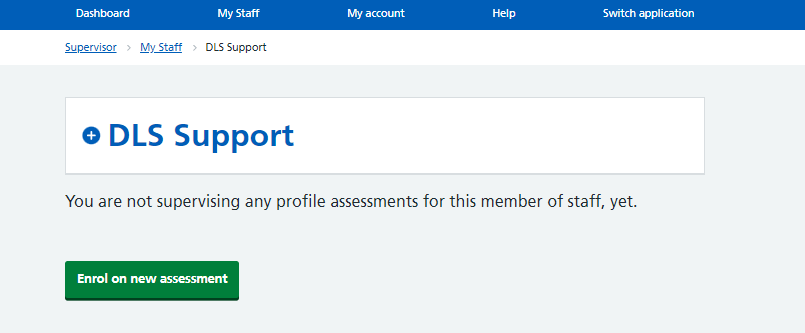 Dashboard My Staff My account Help Switch application
Supervisor > My Staff > DLS Support
DLS Support
You are not supervising any profile assessments for this member of staff, yet.
Enrol on new assessment